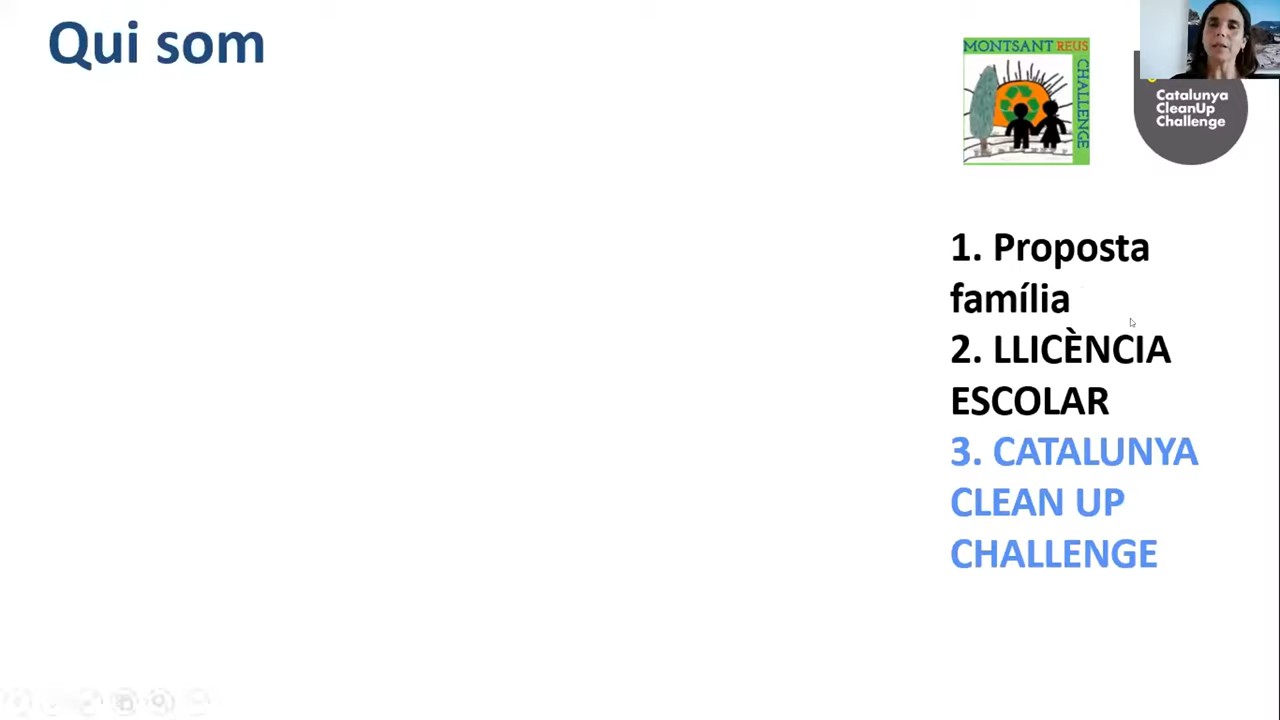 Qui som
MONTSANT REUS
CHALLENGE
Catalunya
CleanUp
Challenge
1. Proposta
família
2. LLICÈNCIA
ESCOLAR
3. CATALUNYA
CLEAN UP
CHALLENGE